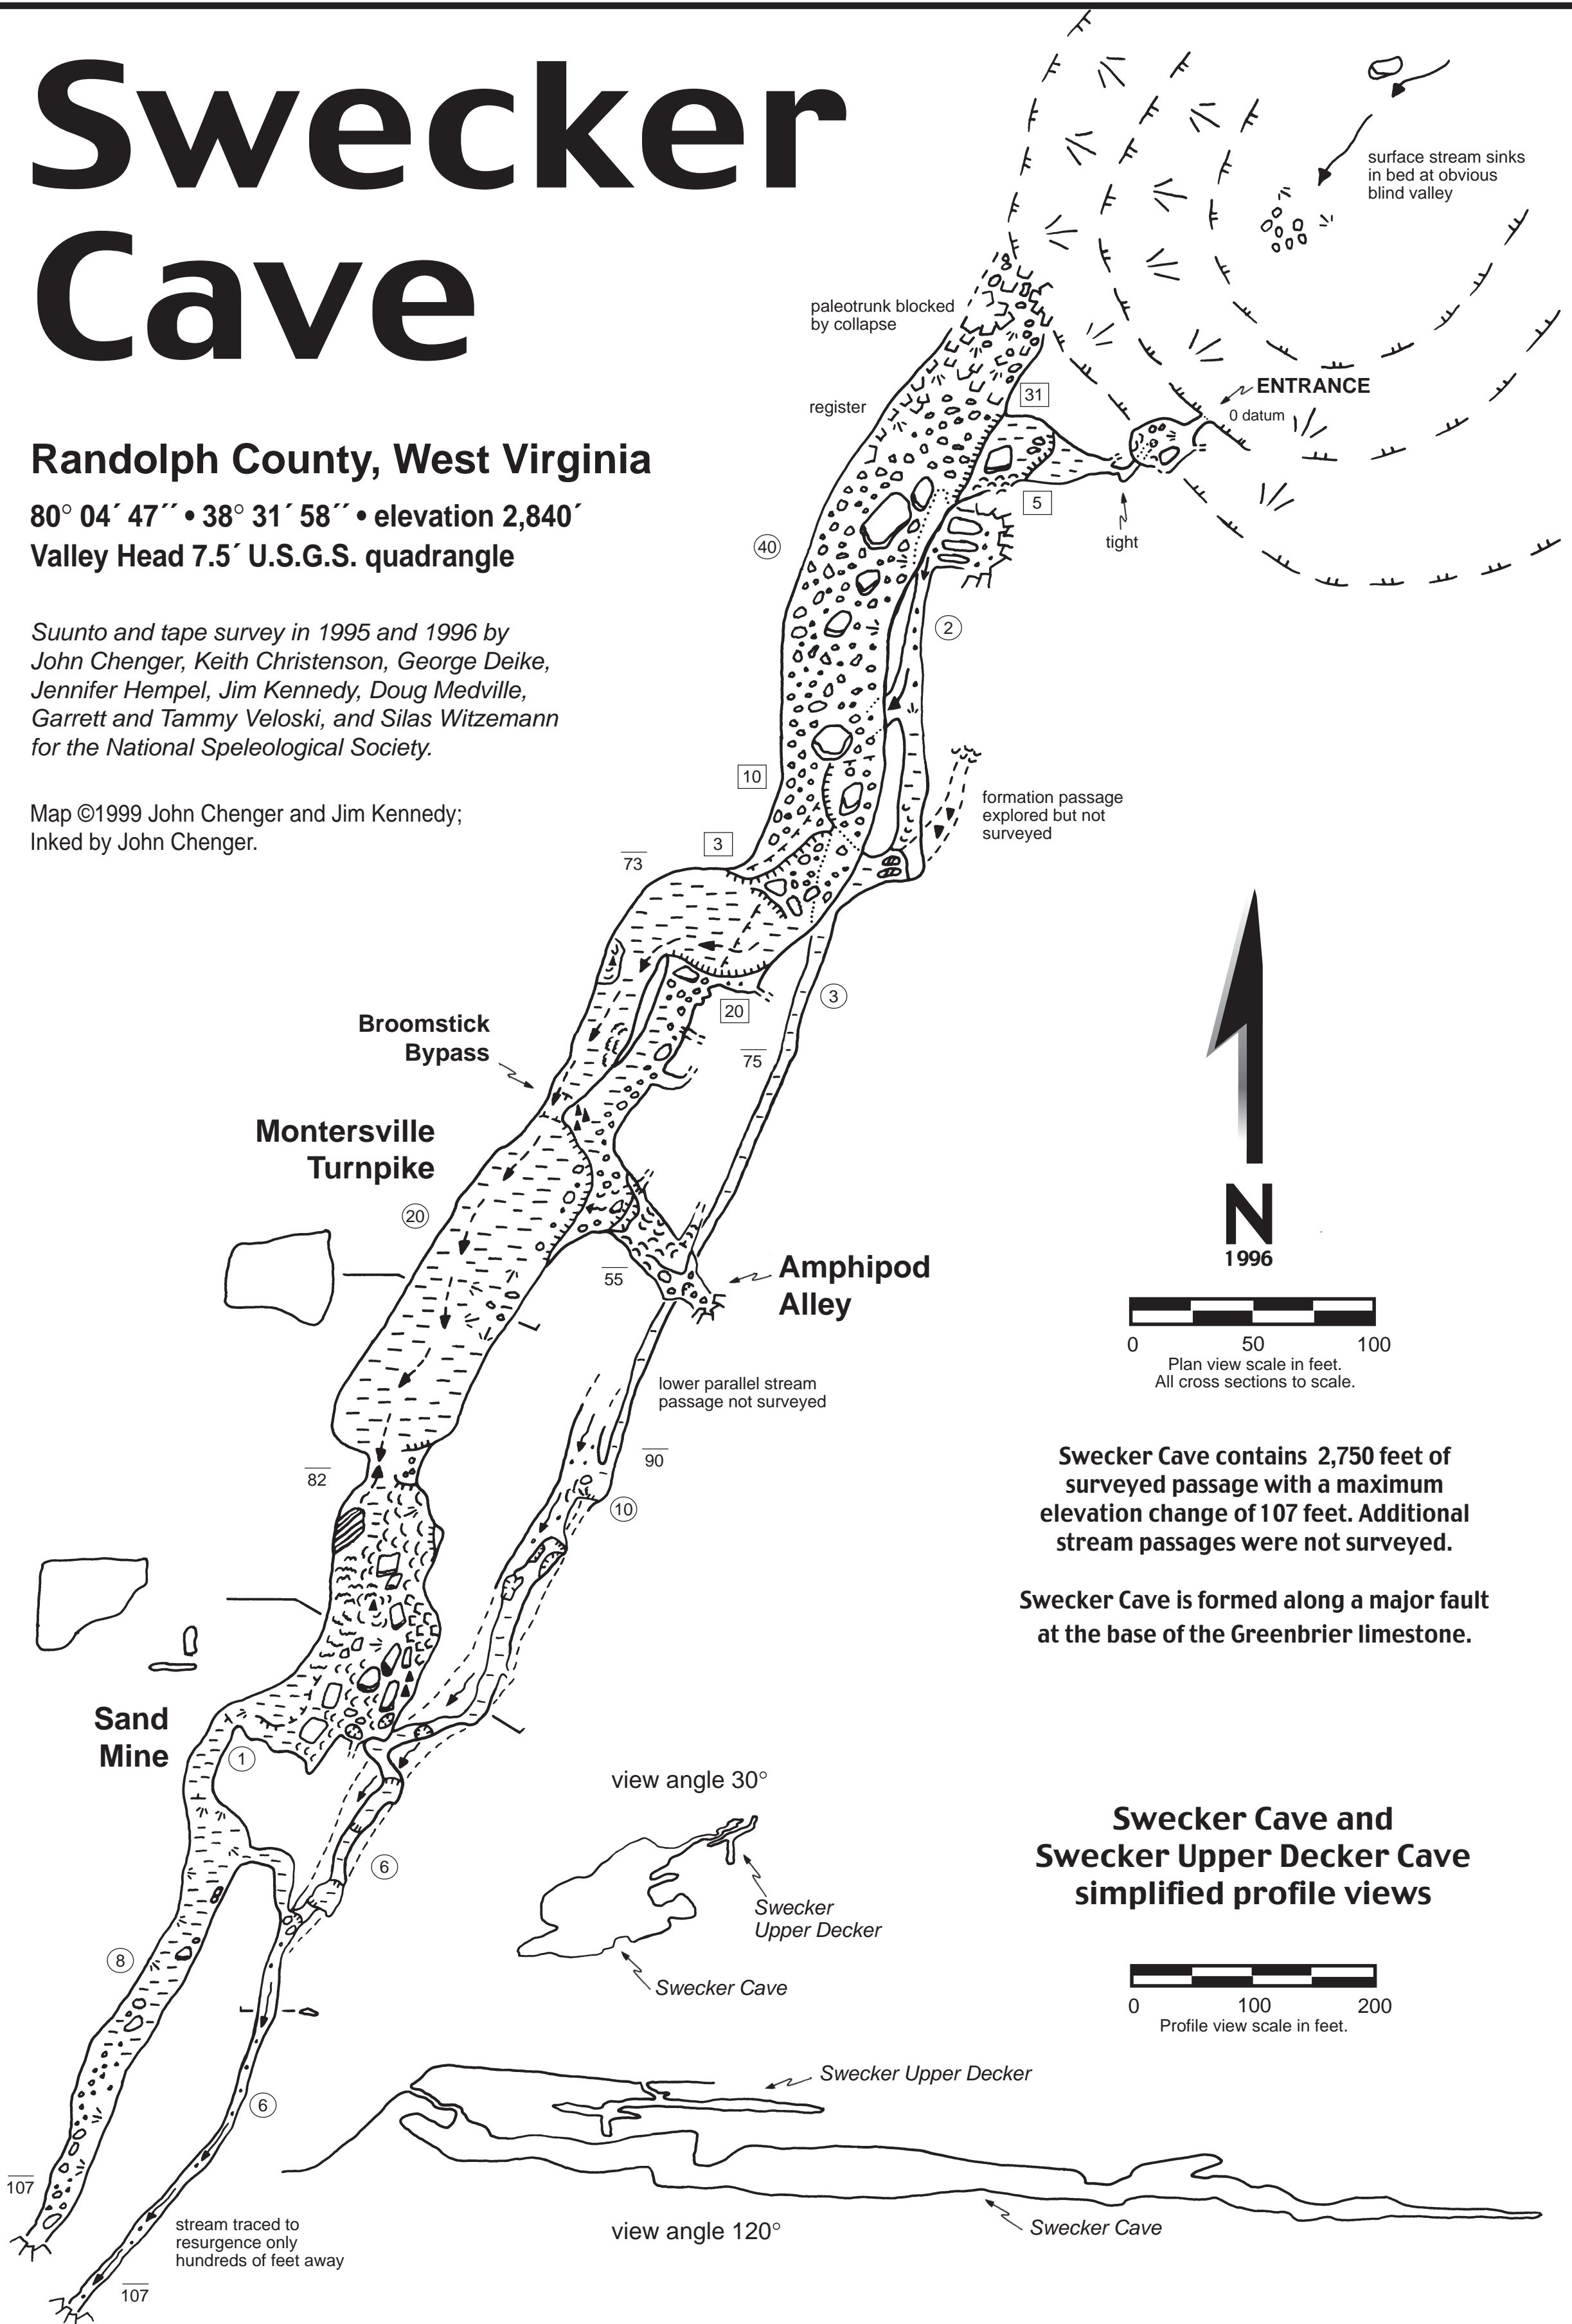 Swecker
Cave
Randolph County, West Virginia
80° 04´ 47´´ • 38° 31´ 58´´ • elevation 2,840´
Valley Head 7.5´ U.S.G.S. quadrangle
Suunto and tape survey in 1995 and 1996 by
John Chenger, Keith Christenson, George Deike,
Jennifer Hempel, Jim Kennedy, Doug Medville,
Garrett and Tammy Veloski, and Silas Witzemann
for the National Speleological Society.
Map ©1999 John Chenger and Jim Kennedy;
Inked by John Chenger.
surface stream sinks
in bed at obvious
blind valley
paleotrunk blocked
by collapse
register
31
ENTRANCE
0 datum
5
tight
40
2
10
formation passage
explored but not
surveyed
3
73
3
20
75
Broomstick
Bypass
Montersville
Turnpike
20
55
Amphipod
Alley
N
1996
0 50 100
Plan view scale in feet.
All cross sections to scale.
lower parallel stream
passage not surveyed
90
82
10
Swecker Cave contains 2,750 feet of
surveyed passage with a maximum
elevation change of 107 feet. Additional
stream passages were not surveyed.
Swecker Cave is formed along a major fault
at the base of the Greenbrier limestone.
Sand
Mine
1
6
view angle 30°
Swecker
Upper Decker
Swecker Cave
Swecker Cave and
Swecker Upper Decker Cave
simplified profile views
0 100 200
Profile view scale in feet.
8
6
Swecker Upper Decker
107
stream traced to
resurgence only
hundreds of feet away
107
view angle 120°
Swecker Cave